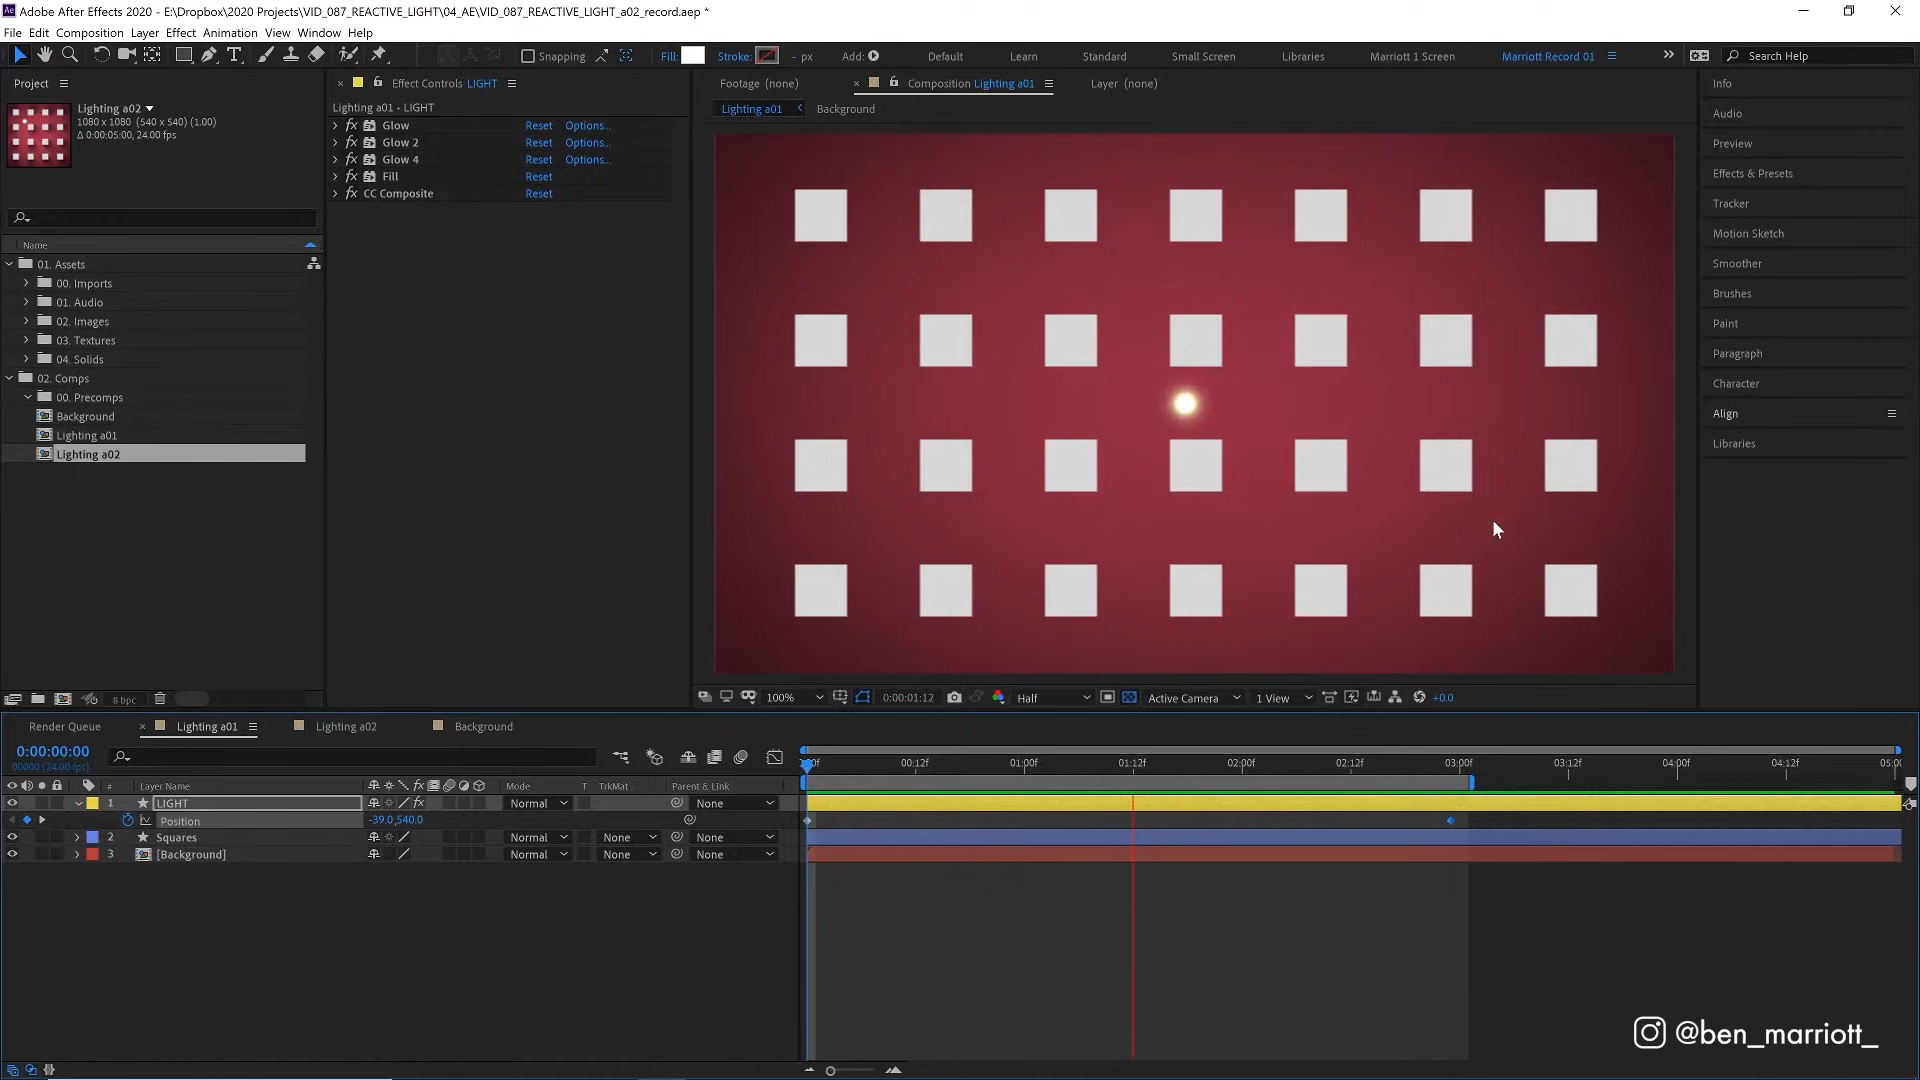 Adobe After Effects 2020 - E:\Dropbox\2020 Projects\VID_087_REACTIVE_LIGHT\04_AE\VID_087_REACTIVE_LIGHT_a02_record.aep *
File Edit Composition Layer Effect Animation View Window Help
Snapping Fill: Stroke: - px Add: Default Learn Standard Small Screen Libraries Marriott 1 Screen Marriott Record 01 Search Help
Project
Lighting a02
1080 x 1080 (540 x 540) (1.00)
Δ 0:00:05:00, 24.00 fps
Name
01. Assets
00. Imports
01. Audio
02. Images
03. Textures
04. Solids
02. Comps
00. Precomps
Background
Lighting a01
Lighting a02
8 bpc
Effect Controls LIGHT
Lighting a01 • LIGHT
fx Glow Reset Options...
fx Glow 2 Reset Options...
fx Glow 4 Reset Options...
fx Fill Reset
fx CC Composite Reset
Footage (none) Composition Lighting a01 Layer (none)
Lighting a01 Background
100% 0:00:01:12 Half Active Camera 1 View +0.0
Info
Audio
Preview
Effects & Presets
Tracker
Motion Sketch
Smoother
Brushes
Paint
Paragraph
Character
Align
Libraries
Render Queue Lighting a01 Lighting a02 Background
0:00:00:00
00000 (24.00 fps)
00:12f 01:00f 01:12f 02:00f 02:12f 03:00f 03:12f 04:00f 04:12f 05:00
# Layer Name fx Mode T TrkMat Parent & Link
1 LIGHT fx Normal None
Position -39.0,540.0
2 Squares Normal None None
3 [Background] Normal None None
@ben_marriott_